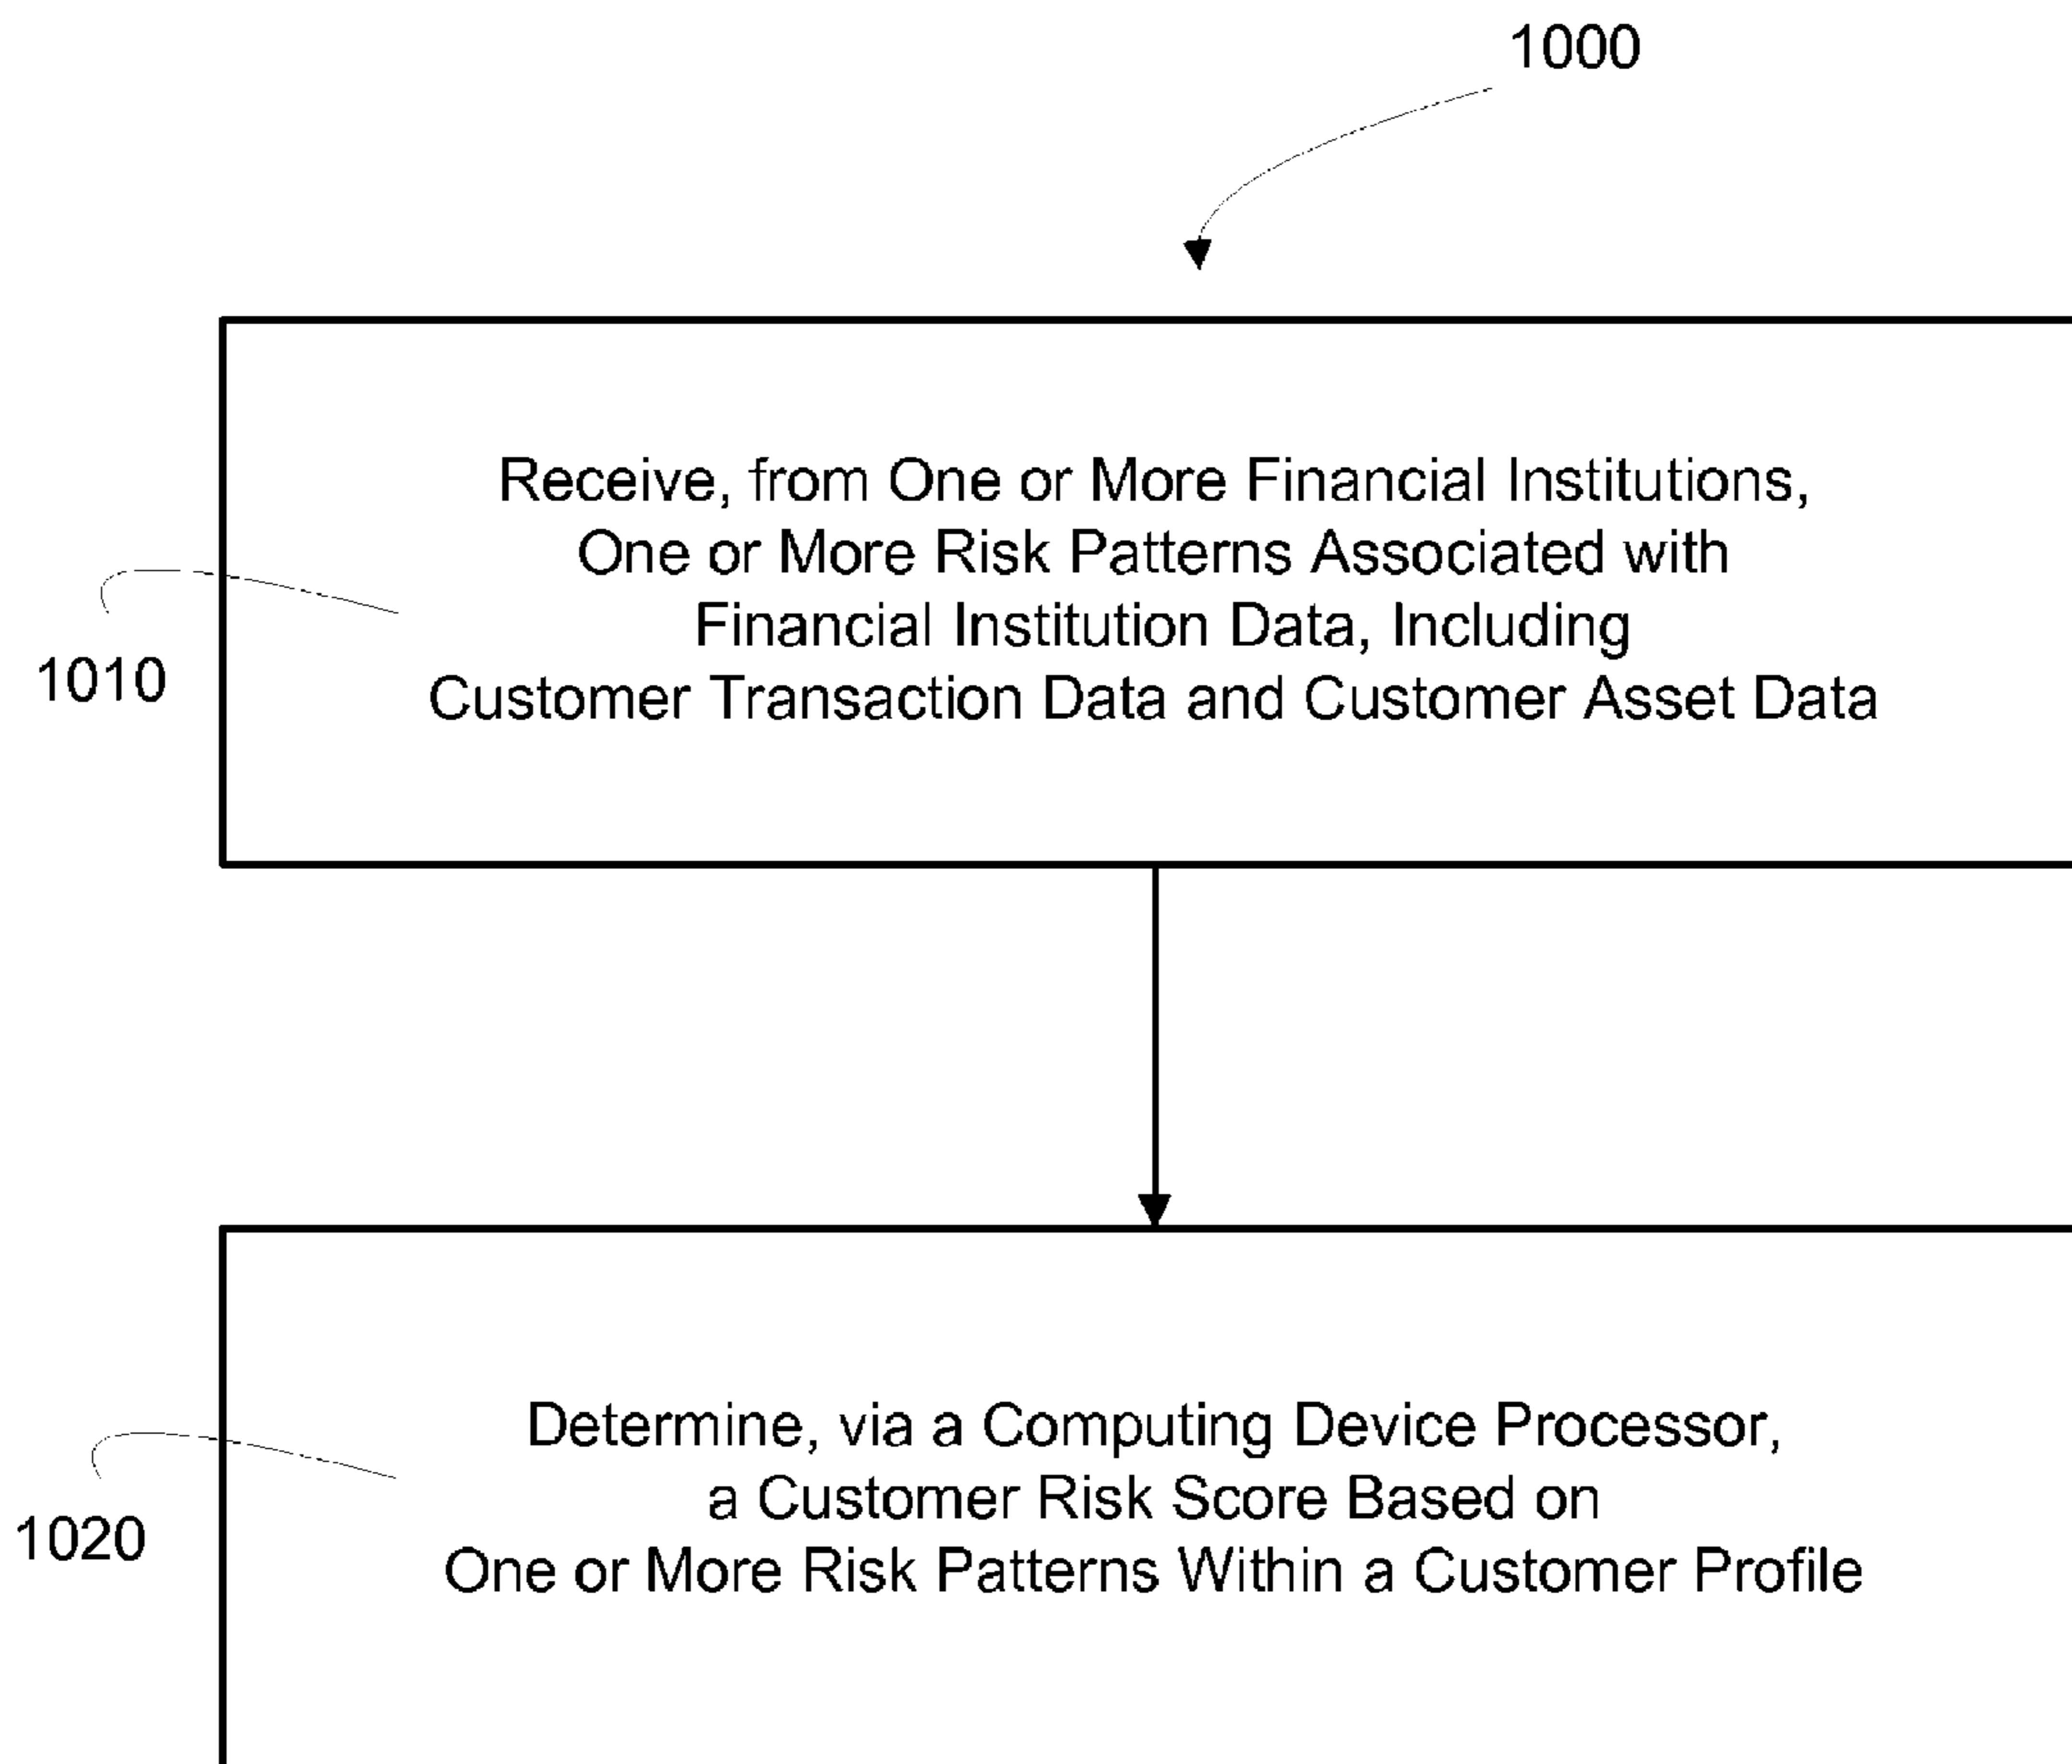 1000
Receive, from One or More Financial Institutions,
One or More Risk Patterns Associated with
Financial Institution Data, Including
Customer Transaction Data and Customer Asset Data
1010
Determine, via a Computing Device Processor,
a Customer Risk Score Based on
One or More Risk Patterns Within a Customer Profile
1020